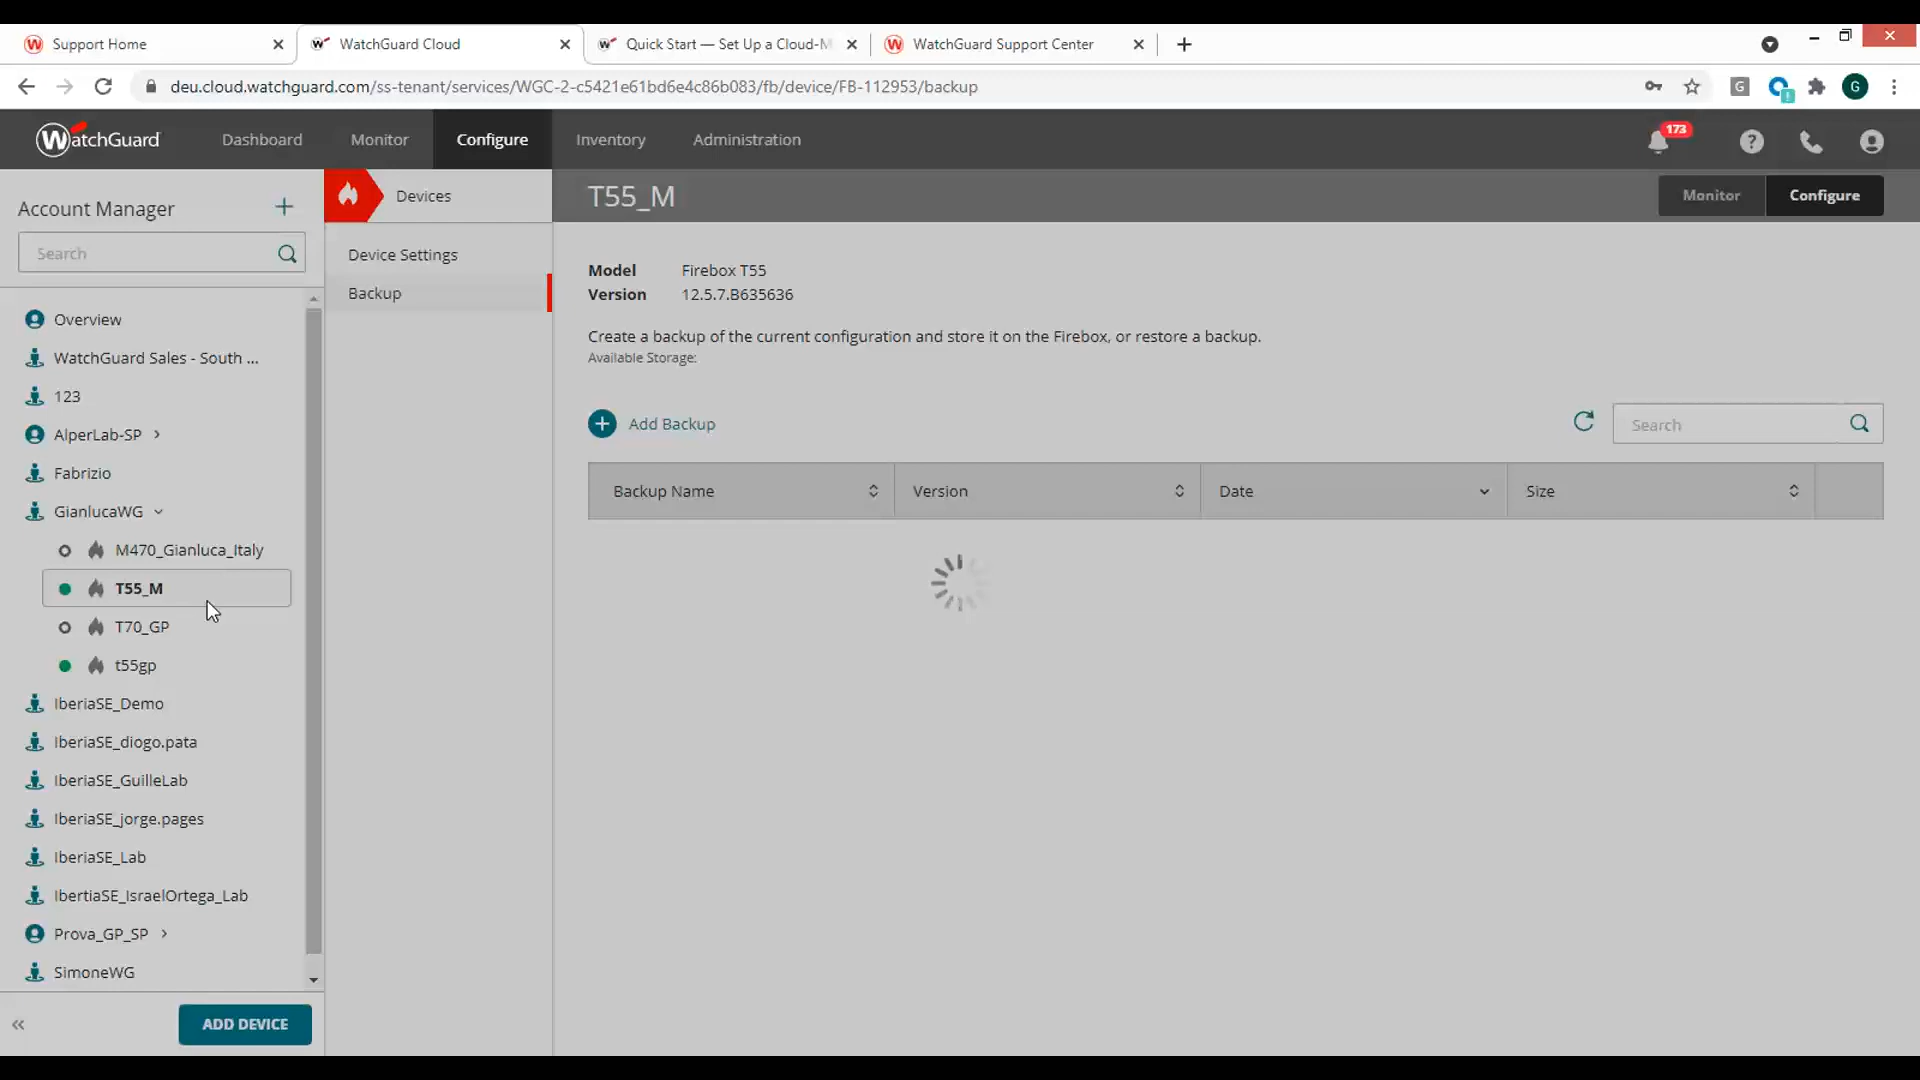 Support Home
WatchGuard Cloud
Quick Start — Set Up a Cloud-M
WatchGuard Support Center
deu.cloud.watchguard.com/ss-tenant/services/WGC-2-c5421e61bd6e4c86b083/fb/device/FB-112953/backup
G
G
WatchGuard
Dashboard
Monitor
Configure
Inventory
Administration
173
Account Manager
Search
Overview
WatchGuard Sales - South ...
123
AlperLab-SP
Fabrizio
GianlucaWG
M470_Gianluca_Italy
T55_M
T70_GP
t55gp
IberiaSE_Demo
IberiaSE_diogo.pata
IberiaSE_GuilleLab
IberiaSE_jorge.pages
IberiaSE_Lab
IbertiaSE_IsraelOrtega_Lab
Prova_GP_SP
SimoneWG
ADD DEVICE
Devices
Device Settings
Backup
T55_M
Monitor
Configure
Model Firebox T55
Version 12.5.7.B635636
Create a backup of the current configuration and store it on the Firebox, or restore a backup.
Available Storage:
Add Backup
Search
Backup Name
Version
Date
Size